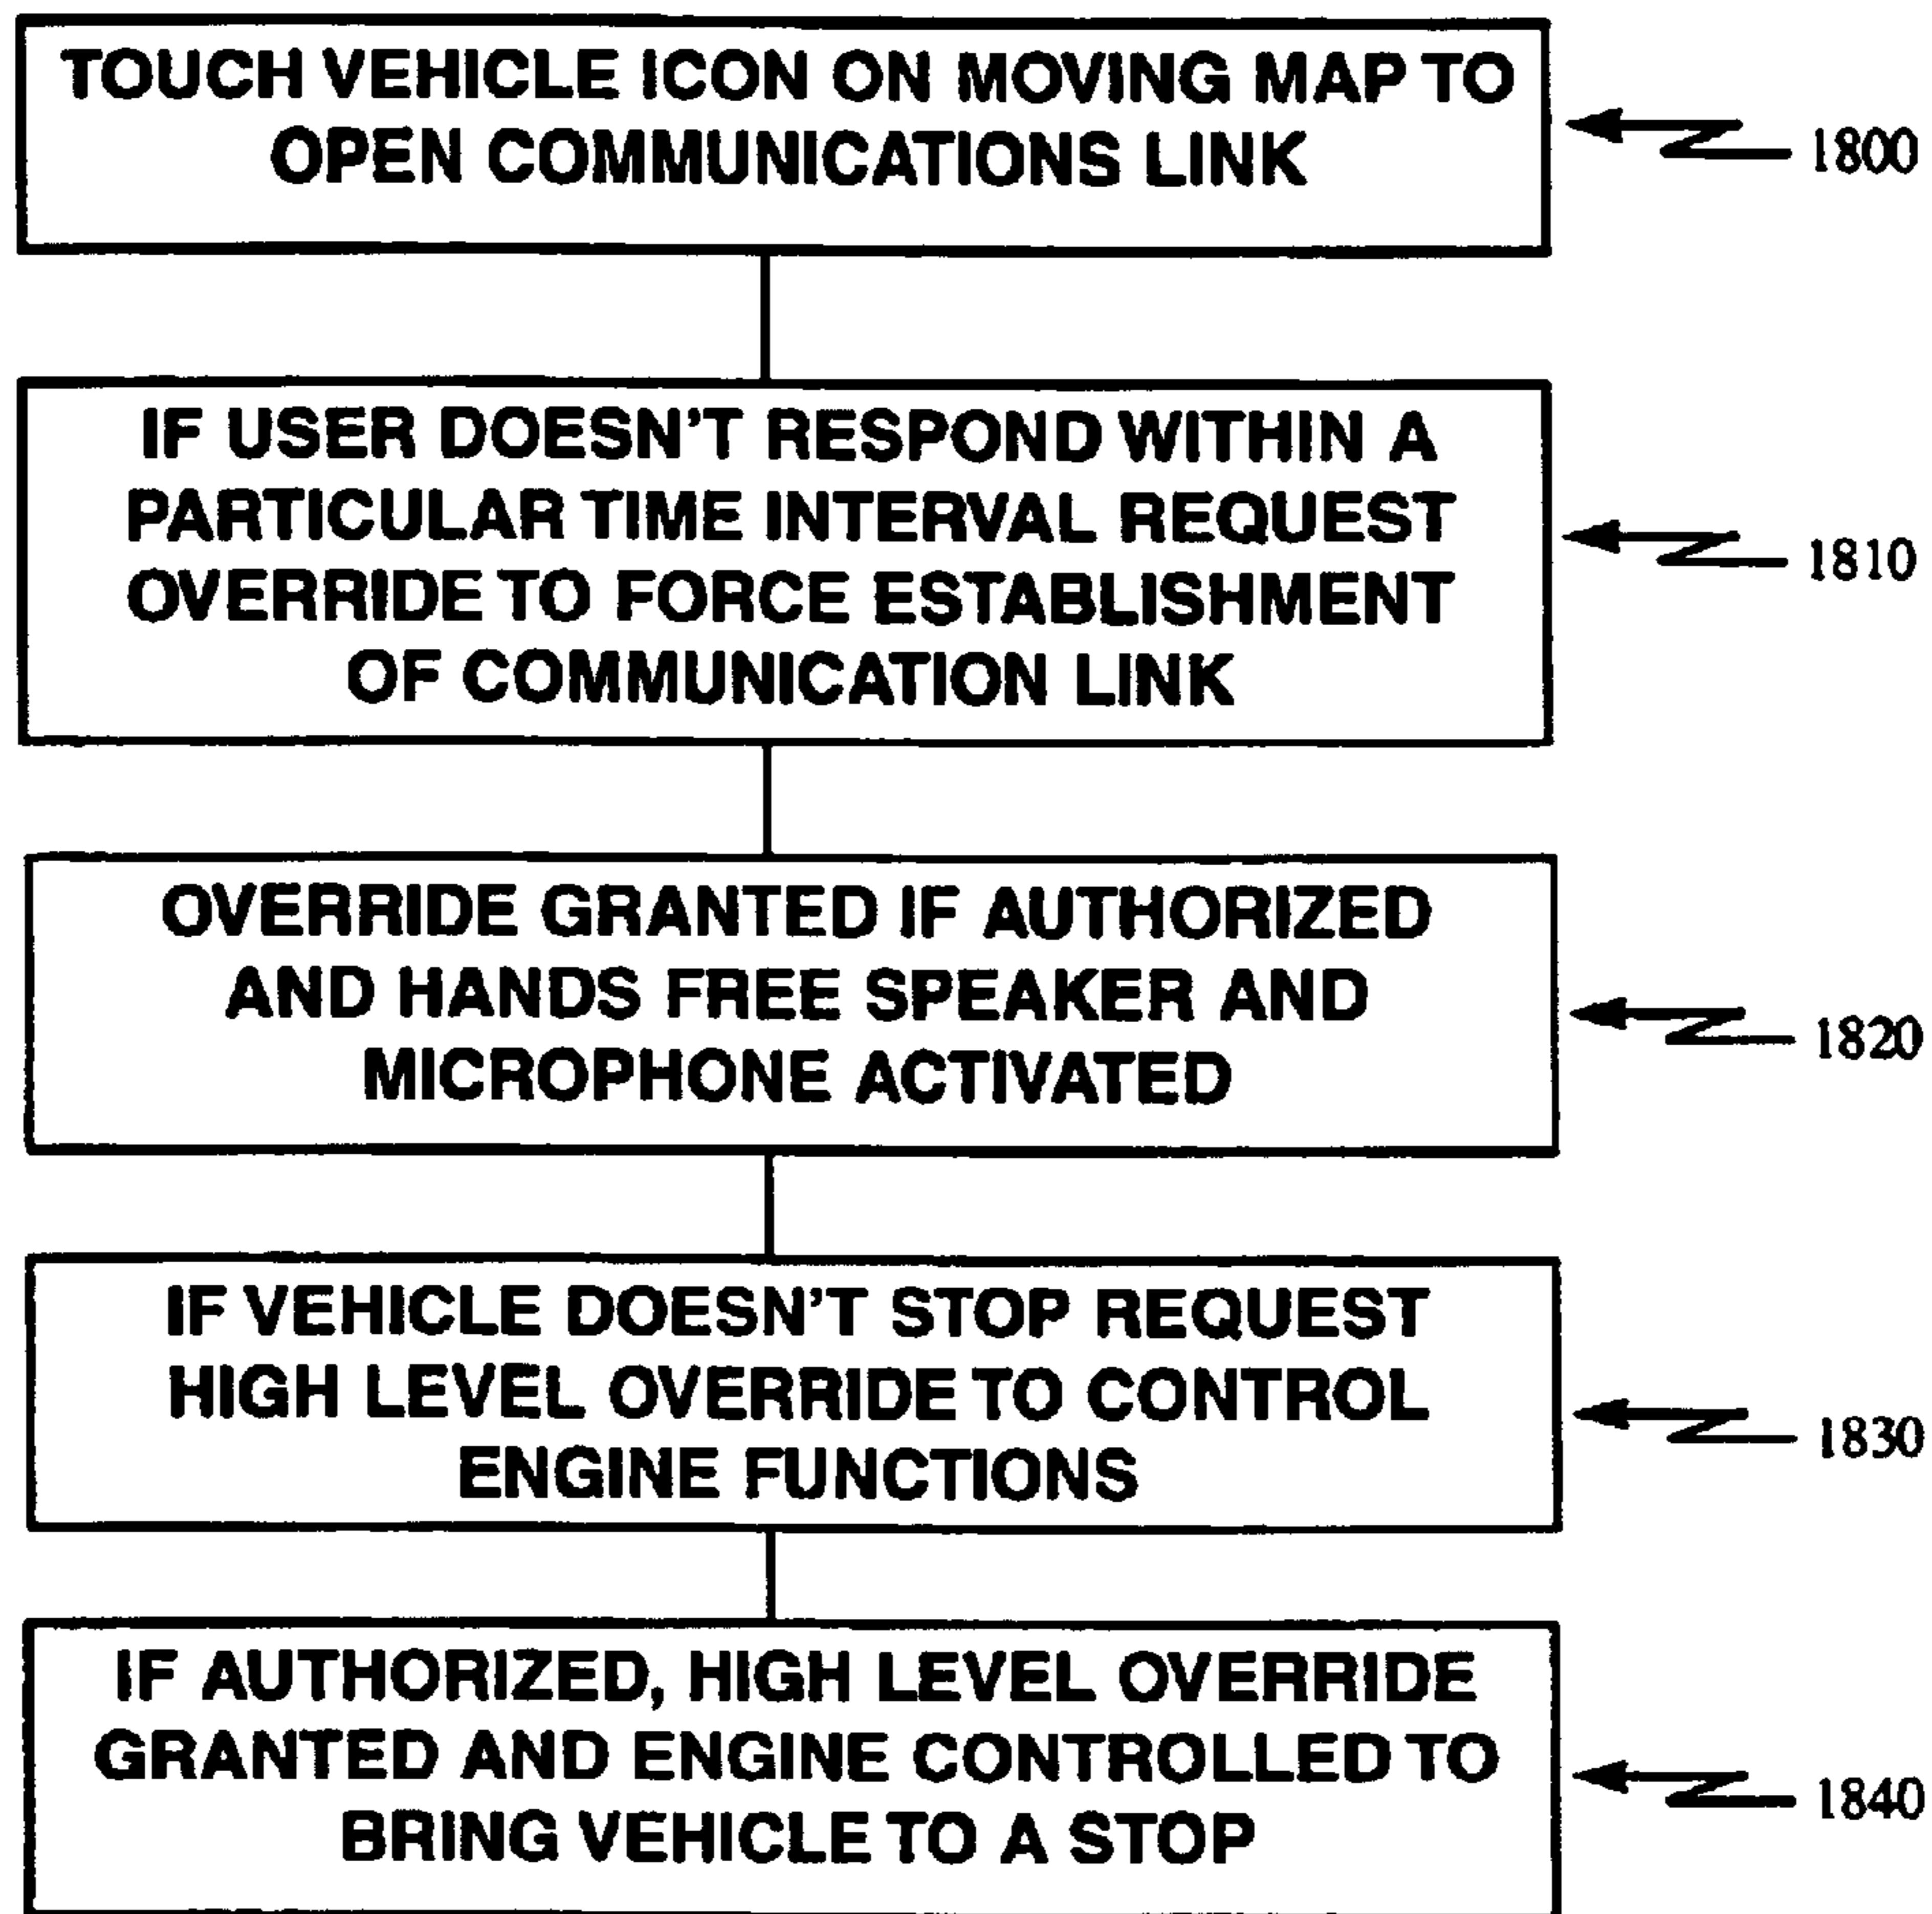 TOUCH VEHICLE ICON ON MOVING MAP TO
OPEN COMMUNICATIONS LINK
1800
IF USER DOESN'T RESPOND WITHIN A
PARTICULAR TIME INTERVAL REQUEST
OVERRIDE TO FORCE ESTABLISHMENT
OF COMMUNICATION LINK
1810
OVERRIDE GRANTED IF AUTHORIZED
AND HANDS FREE SPEAKER AND
MICROPHONE ACTIVATED
1820
IF VEHICLE DOESN'T STOP REQUEST
HIGH LEVEL OVERRIDE TO CONTROL
ENGINE FUNCTIONS
1830
IF AUTHORIZED, HIGH LEVEL OVERRIDE
GRANTED AND ENGINE CONTROLLED TO
BRING VEHICLE TO A STOP
1840